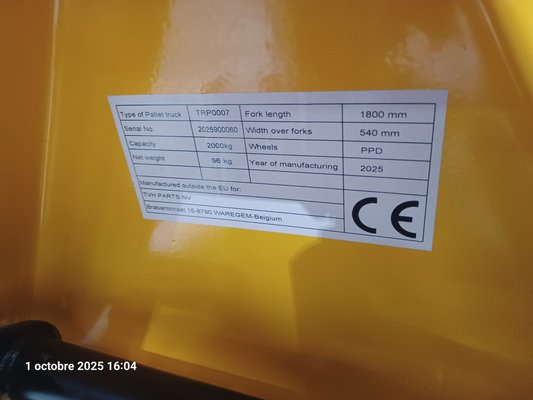 Type of Pallet truck TRP0007 Fork length 1800 mm
Serial No. 2025900060 Width over forks 540 mm
Capacity 2000kg Wheels PPD
Net weight 96 kg Year of manufacturing 2025
Manufactured outside the EU for:
TVH PARTS NV
Brabantstraat 15-8790 WAREGEM-Belgium
CE
1 octobre 2025 16:04